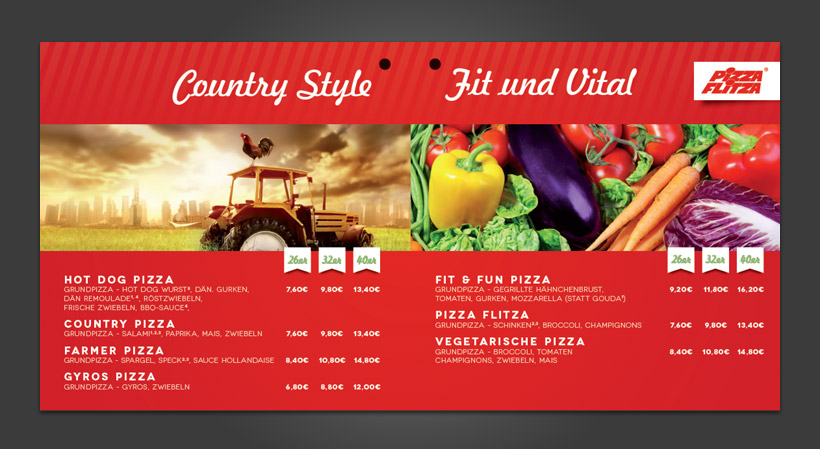 Country Style
26er 32er 40er
HOT DOG PIZZA
GRUNDPIZZA - HOT DOG WURST³, DÄN. GURKEN, 7,60€ 9,80€ 13,40€
DÄN REMOULADE¹,⁴, RÖSTZWIEBELN,
FRISCHE ZWIEBELN, BBQ-SAUCE⁴.
COUNTRY PIZZA
GRUNDPIZZA - SALAMI¹,²,³, PAPRIKA, MAIS, ZWIEBELN 7,60€ 9,80€ 13,40€
FARMER PIZZA
GRUNDPIZZA - SPARGEL, SPECK²,³, SAUCE HOLLANDAISE 8,40€ 10,80€ 14,80€
GYROS PIZZA
GRUNDPIZZA - GYROS, ZWIEBELN 6,80€ 8,80€ 12,00€
Fit und Vital
PIZZA
FLITZA®
26er 32er 40er
FIT & FUN PIZZA
GRUNDPIZZA - GEGRILLTE HÄHNCHENBRUST, 9,20€ 11,80€ 16,20€
TOMATEN, GURKEN, MOZZARELLA (STATT GOUDA¹)
PIZZA FLITZA
GRUNDPIZZA - SCHINKEN²,³, BROCCOLI, CHAMPIGNONS 7,60€ 9,80€ 13,40€
VEGETARISCHE PIZZA
GRUNDPIZZA - BROCCOLI, TOMATEN 8,40€ 10,80€ 14,80€
CHAMPIGNONS, ZWIEBELN, MAIS